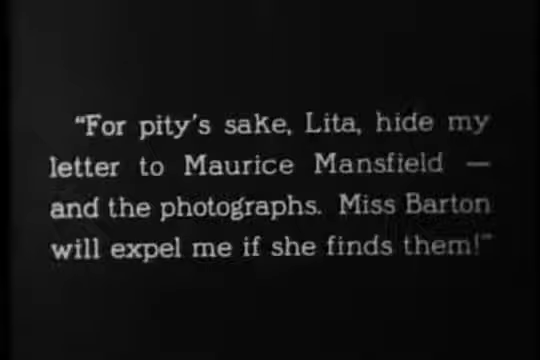 "For pity's sake, Lita, hide my
letter to Maurice Mansfield —
and the photographs. Miss Barton
will expel me if she finds them!"